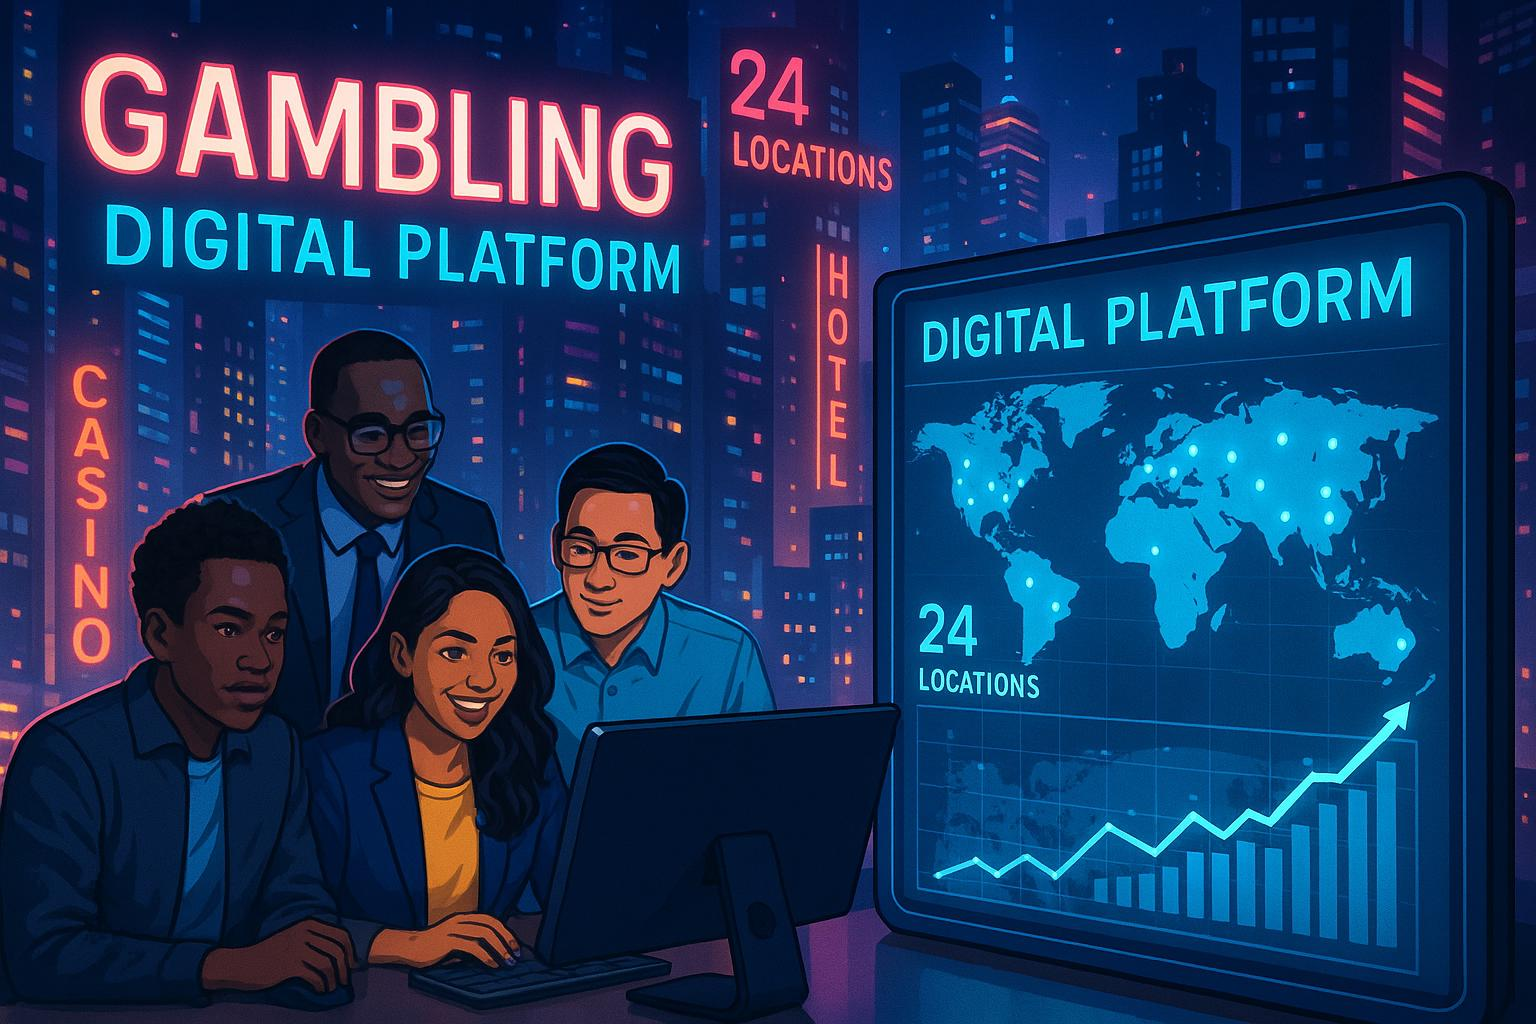 GAMBLING
DIGITAL PLATFORM
24
LOCATIONS
HOTEL
CASINO
DIGITAL PLATFORM
24
LOCATIONS